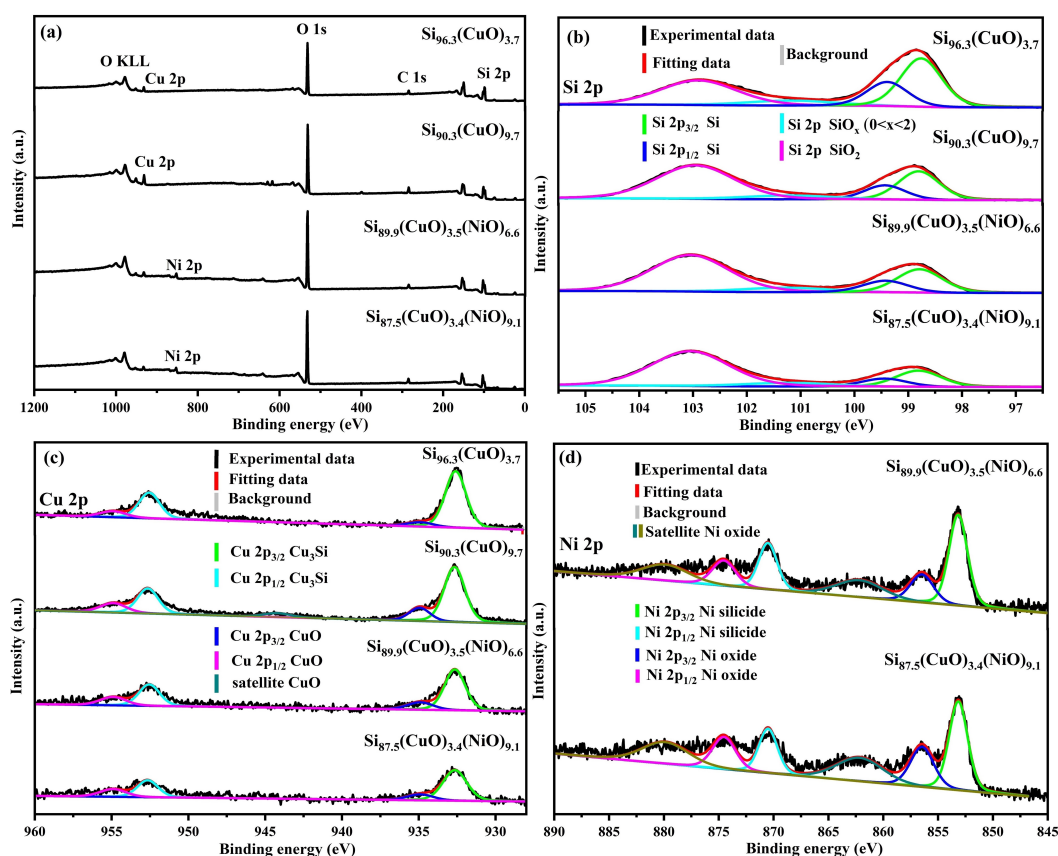 (a)
O 1s
Si96.3(CuO)3.7
O KLL
Cu 2p
C 1s
Si 2p
Si90.3(CuO)9.7
Cu 2p
Si89.9(CuO)3.5(NiO)6.6
Ni 2p
Si87.5(CuO)3.4(NiO)9.1
Ni 2p
1200 1000 800 600 400 200 0
Binding energy (eV)
Intensity (a.u.)
(b)
Experimental data
Background
Fitting data
Si96.3(CuO)3.7
Si 2p
Si 2p3/2 Si
Si 2p SiOx (0<x<2)
Si 2p1/2 Si
Si 2p SiO2
Si90.3(CuO)9.7
Si89.9(CuO)3.5(NiO)6.6
Si87.5(CuO)3.4(NiO)9.1
105 104 103 102 101 100 99 98 97
Binding energy (eV)
Intensity (a.u.)
(c)
Experimental data
Fitting data
Background
Si96.3(CuO)3.7
Cu 2p
Cu 2p3/2 Cu3Si
Cu 2p1/2 Cu3Si
Si90.3(CuO)9.7
Cu 2p3/2 CuO
Cu 2p1/2 CuO
satellite CuO
Si89.9(CuO)3.5(NiO)6.6
Si87.5(CuO)3.4(NiO)9.1
960 955 950 945 940 935 930
Binding energy (eV)
Intensity (a.u.)
(d)
Experimental data
Fitting data
Background
Satellite Ni oxide
Si89.9(CuO)3.5(NiO)6.6
Ni 2p
Ni 2p3/2 Ni silicide
Ni 2p1/2 Ni silicide
Ni 2p3/2 Ni oxide
Ni 2p1/2 Ni oxide
Si87.5(CuO)3.4(NiO)9.1
890 885 880 875 870 865 860 855 850 845
Binding energy (eV)
Intensity (a.u.)